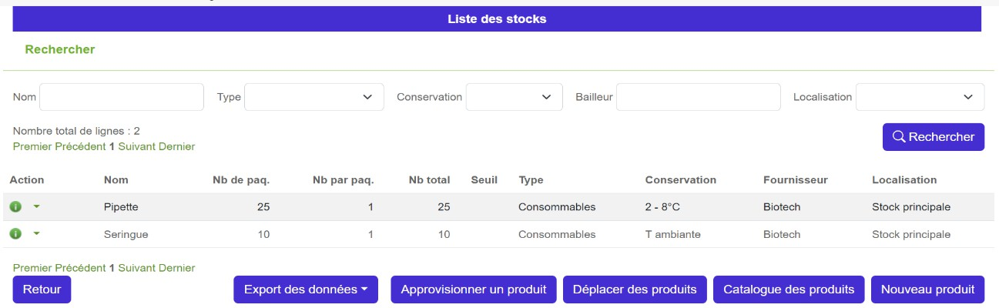 Liste des stocks
Rechercher
Nom Type Conservation Bailleur Localisation
Nombre total de lignes : 2
Premier Précédent 1 Suivant Dernier
Rechercher
Action Nom Nb de paq. Nb par paq. Nb total Seuil Type Conservation Fournisseur Localisation
Pipette 25 1 25 Consommables 2 - 8°C Biotech Stock principale
Seringue 10 1 10 Consommables T ambiante Biotech Stock principale
Premier Précédent 1 Suivant Dernier
Retour Export des données Approvisionner un produit Déplacer des produits Catalogue des produits Nouveau produit